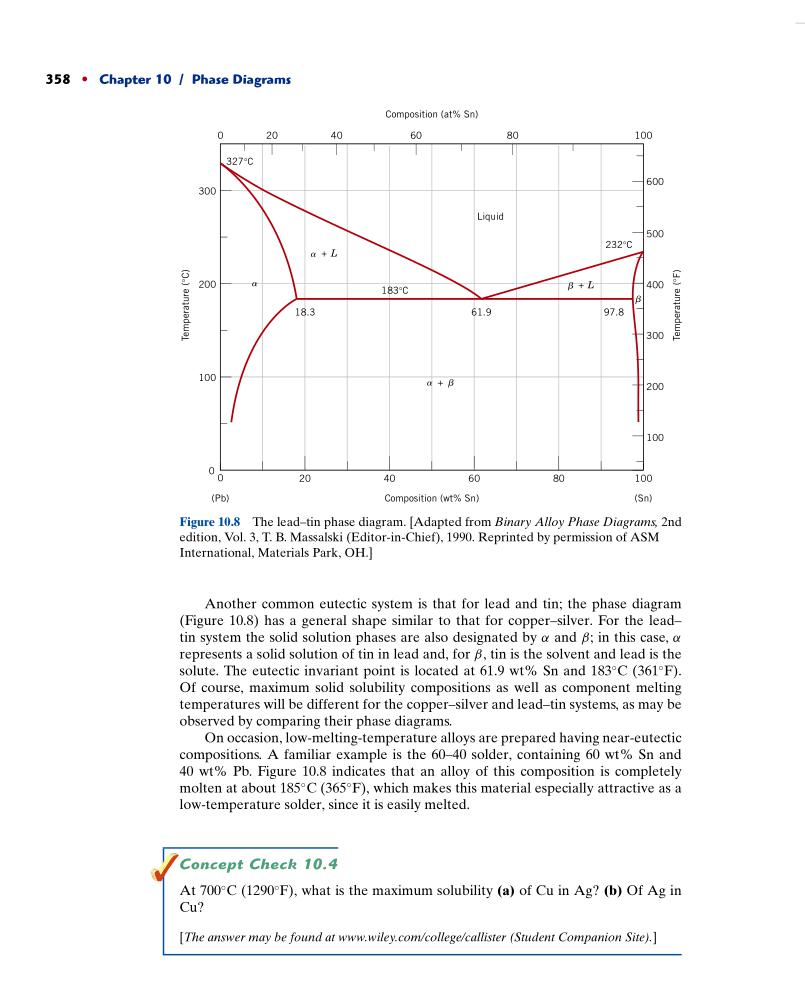 358 • Chapter 10 / Phase Diagrams
Composition (at% Sn)
0 20 40 60 80 100
327°C
300
600
Liquid
500
232°C
α + L
200
α
183°C
β + L
400
β
18.3
61.9
97.8
300
100
α + β
200
100
0
0 20 40 60 80 100
Temperature (°C)
Temperature (°F)
(Pb) Composition (wt% Sn) (Sn)
Figure 10.8 The lead–tin phase diagram. [Adapted from Binary Alloy Phase Diagrams, 2nd
edition, Vol. 3, T. B. Massalski (Editor-in-Chief), 1990. Reprinted by permission of ASM
International, Materials Park, OH.]
Another common eutectic system is that for lead and tin; the phase diagram
(Figure 10.8) has a general shape similar to that for copper–silver. For the lead–
tin system the solid solution phases are also designated by α and β; in this case, α
represents a solid solution of tin in lead and, for β, tin is the solvent and lead is the
solute. The eutectic invariant point is located at 61.9 wt% Sn and 183°C (361°F).
Of course, maximum solid solubility compositions as well as component melting
temperatures will be different for the copper–silver and lead–tin systems, as may be
observed by comparing their phase diagrams.
On occasion, low-melting-temperature alloys are prepared having near-eutectic
compositions. A familiar example is the 60–40 solder, containing 60 wt% Sn and
40 wt% Pb. Figure 10.8 indicates that an alloy of this composition is completely
molten at about 185°C (365°F), which makes this material especially attractive as a
low-temperature solder, since it is easily melted.
Concept Check 10.4
At 700°C (1290°F), what is the maximum solubility (a) of Cu in Ag? (b) Of Ag in
Cu?
[The answer may be found at www.wiley.com/college/callister (Student Companion Site).]